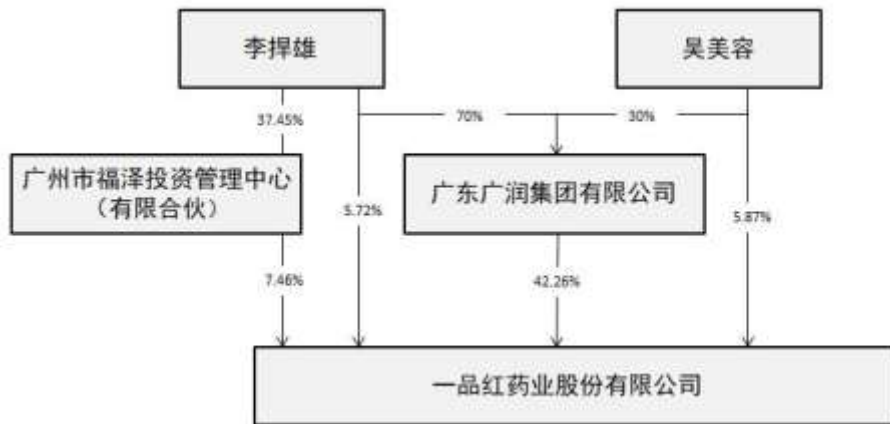 李捍雄
吴美容
37.45%
70%
30%
广州市福泽投资管理中心
（有限合伙）
广东广润集团有限公司
5.72%
5.87%
7.46%
42.26%
一品红药业股份有限公司